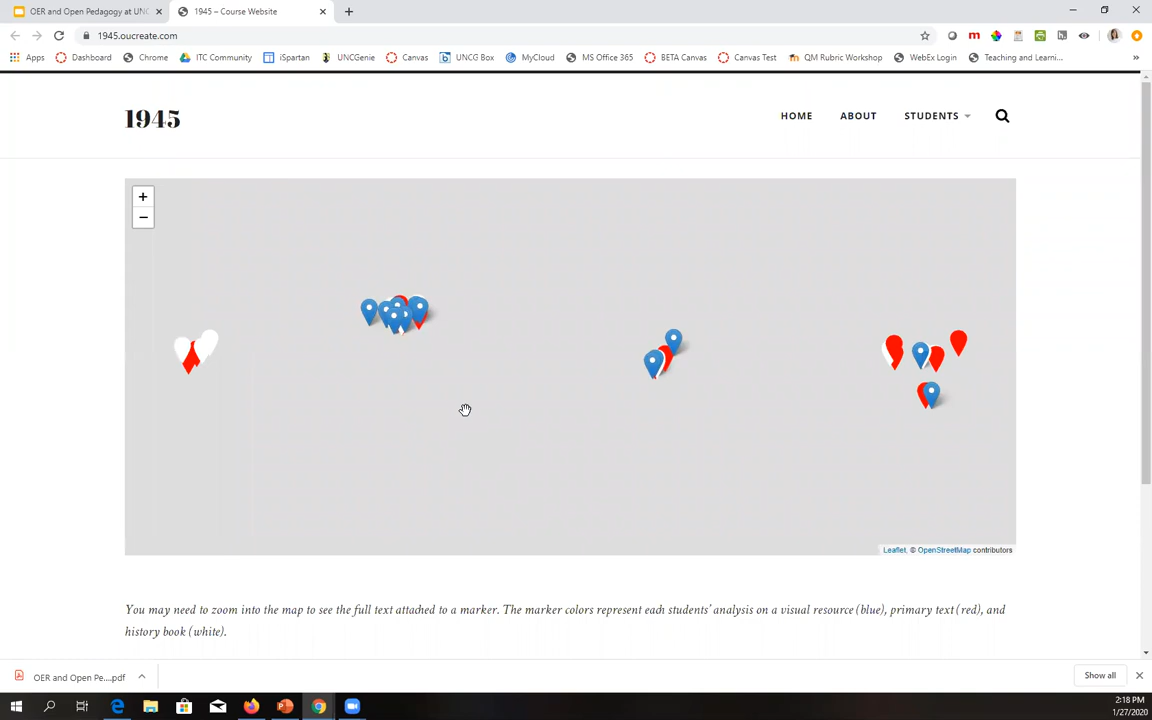 OER and Open Pedagogy at UNC
1945 – Course Website
1945.oucreate.com
Apps
Dashboard
Chrome
ITC Community
iSpartan
UNCGenie
Canvas
UNCG Box
MyCloud
MS Office 365
BETA Canvas
Canvas Test
QM Rubric Workshop
WebEx Login
Teaching and Learni...
1945
HOME
ABOUT
STUDENTS
+
−
Leaflet, © OpenStreetMap contributors
You may need to zoom into the map to see the full text attached to a marker. The marker colors represent each students' analysis on a visual resource (blue), primary text (red), and
history book (white).
OER and Open Pe....pdf
Show all
2:18 PM
1/27/2020